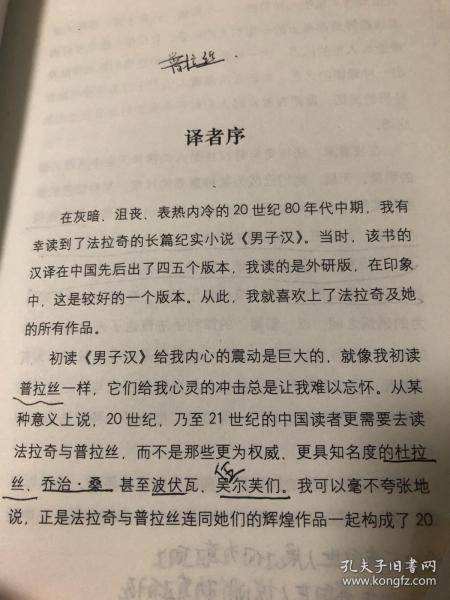 普拉丝
译者序
在灰暗、沮丧、表热内冷的20世纪80年代中期，我有
幸读到了法拉奇的长篇纪实小说《男子汉》。当时，该书的
汉译在中国先后出了四五个版本，我读的是外研版，在印象
中，这是较好的一个版本。从此，我就喜欢上了法拉奇及她
的所有作品。
初读《男子汉》给我内心的震动是巨大的，就像我初读
普拉丝一样，它们给我心灵的冲击总是让我难以忘怀。从某
种意义上说，20世纪，乃至21世纪的中国读者更需要去读
法拉奇与普拉丝，而不是那些更为权威、更具知名度的杜拉
丝、乔治·桑，甚至波伏瓦、吴尔芙们。我可以毫不夸张地
说，正是法拉奇与普拉丝连同她们的辉煌作品一起构成了20
孔夫子旧书网
www.kongfz.com